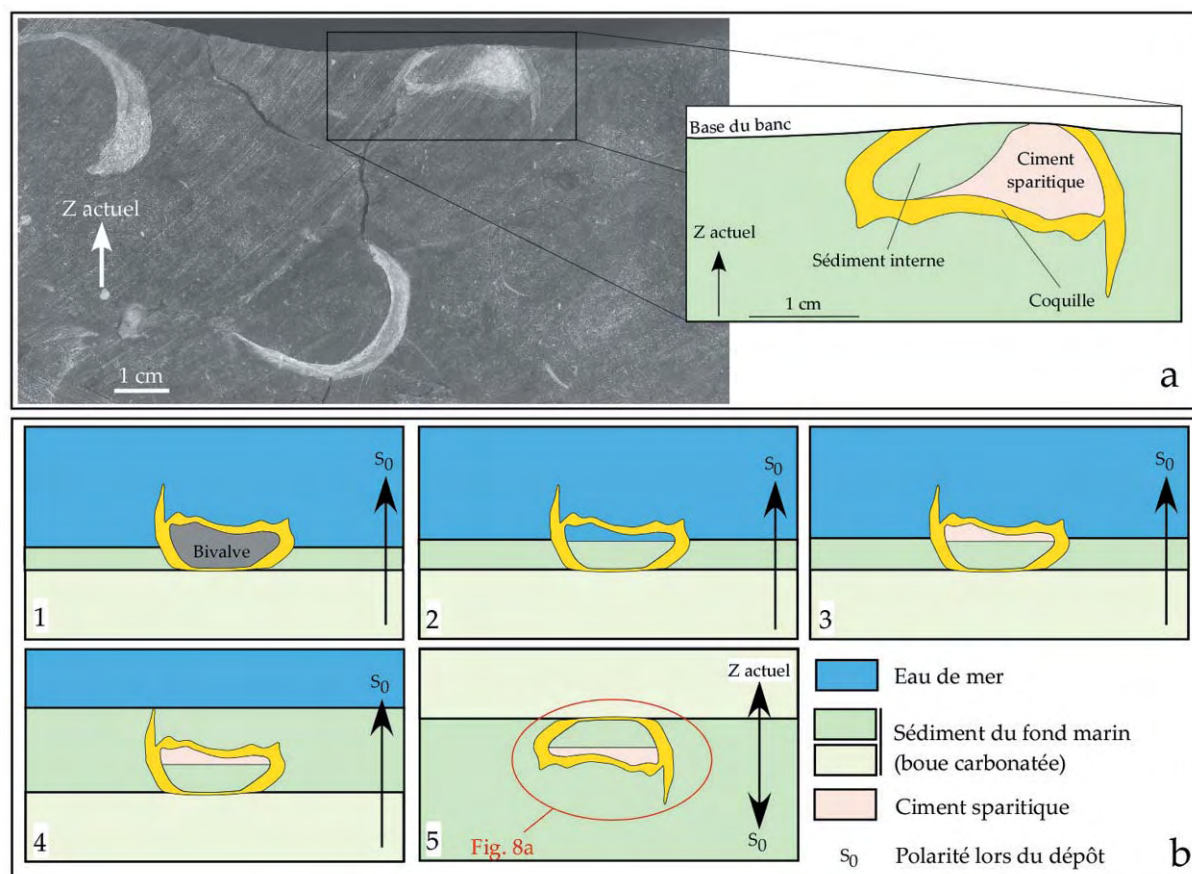 Z actuel
1 cm
Base du banc
Ciment
sparitique
Z actuel
Sédiment interne
Coquille
1 cm
a
S0
Bivalve
1
S0
2
S0
3
S0
4
Z actuel
S0
5
Fig. 8a
Eau de mer
Sédiment du fond marin
(boue carbonatée)
Ciment sparitique
S0 Polarité lors du dépôt
b